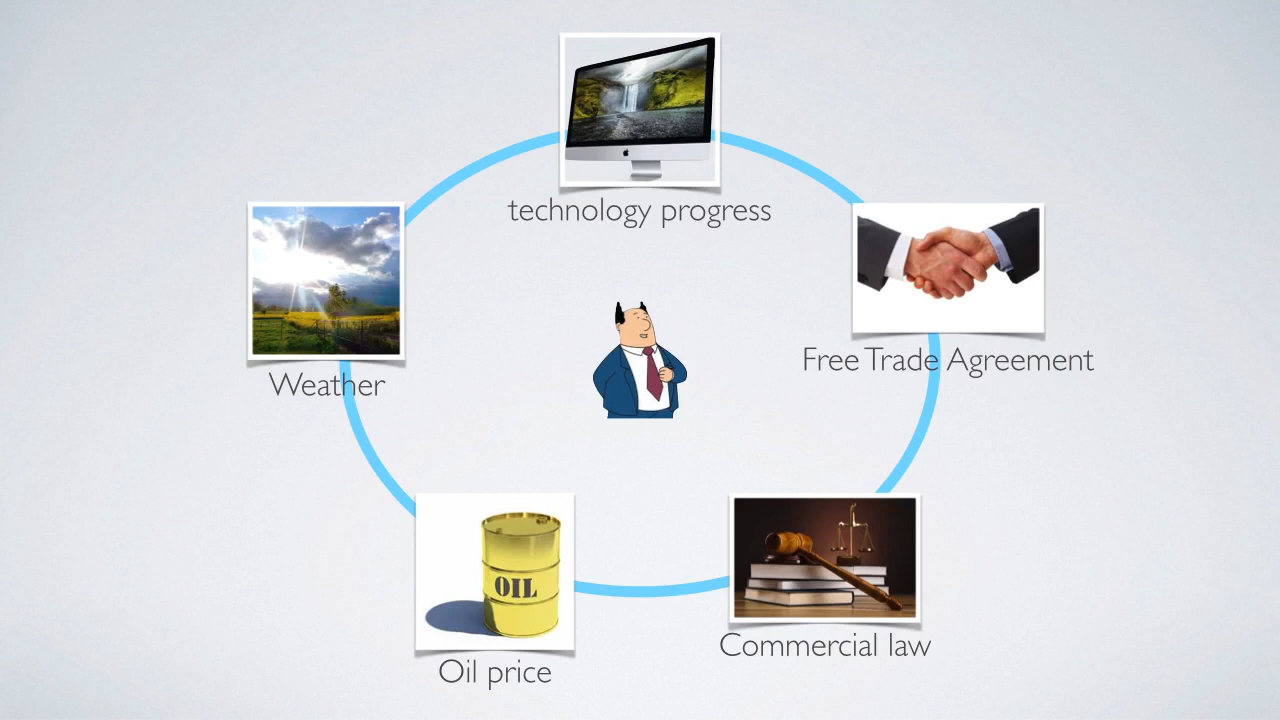 technology progress
Weather
Free Trade Agreement
OIL
Oil price
Commercial law